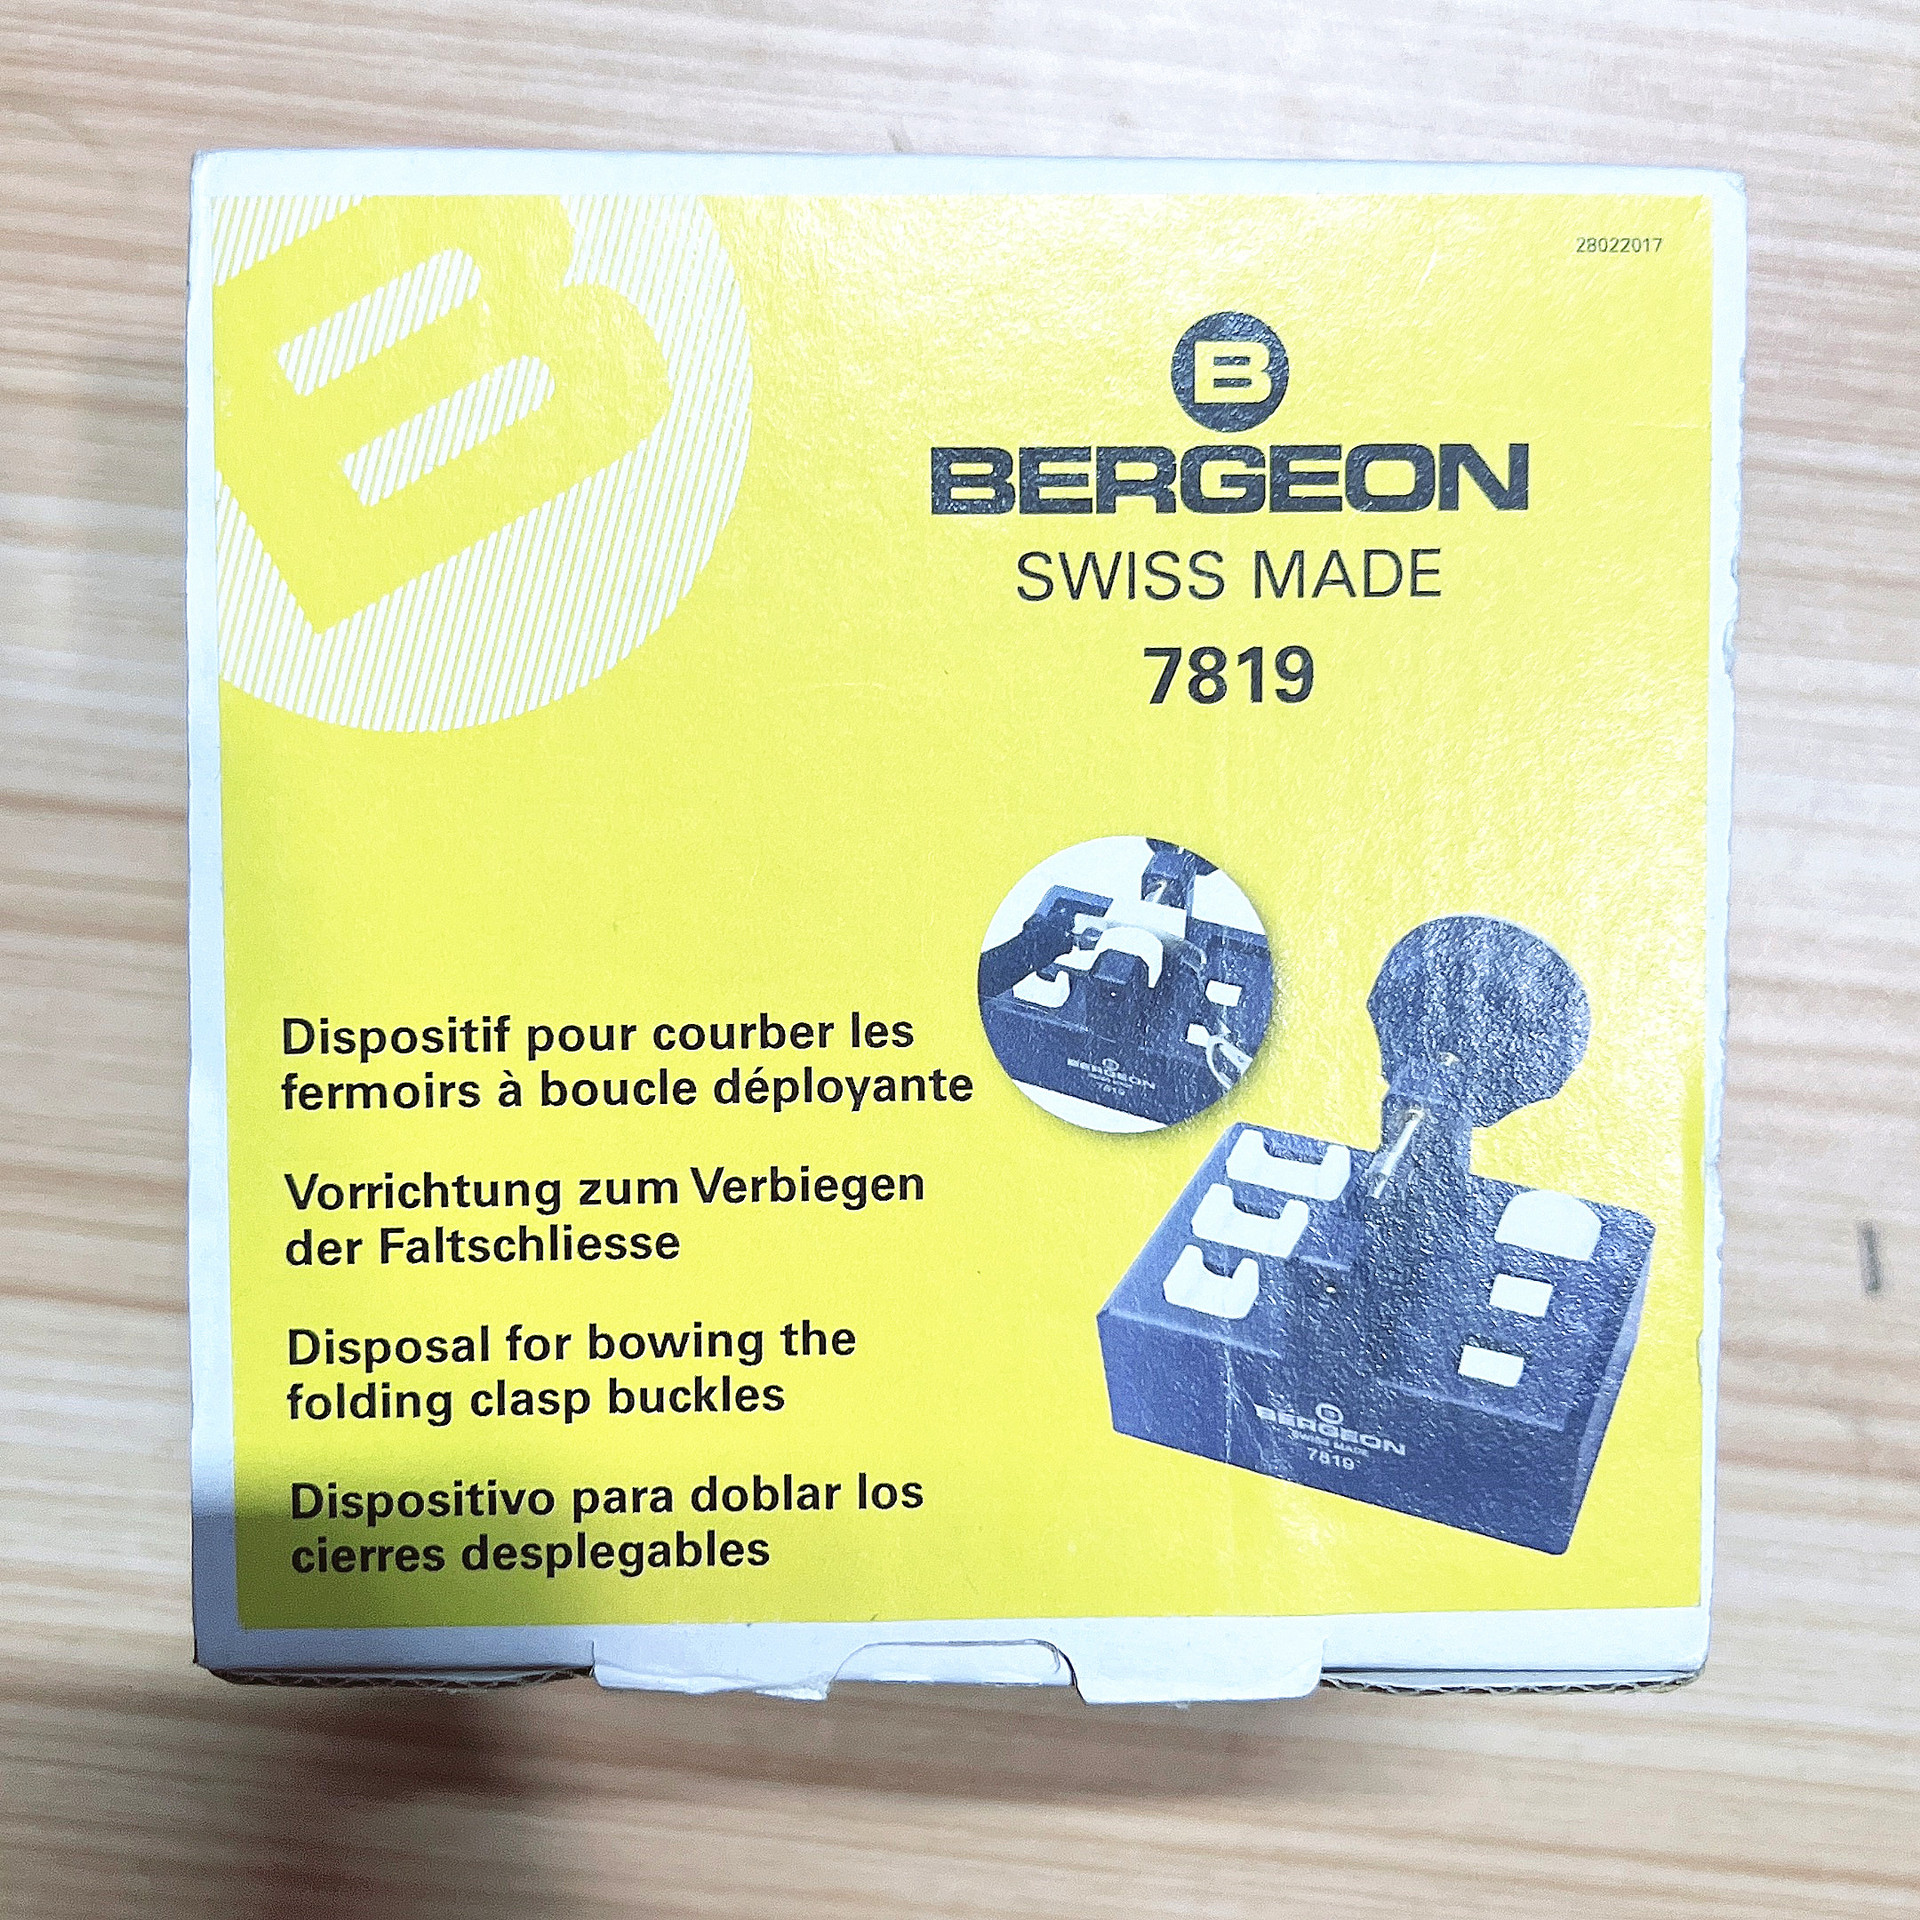 28022017
B
BERGEON
SWISS MADE
7819
Dispositif pour courber les
fermoirs à boucle déployante
Vorrichtung zum Verbiegen
der Faltschliesse
Disposal for bowing the
folding clasp buckles
Dispositivo para doblar los
cierres desplegables
B
BERGEON
B
BERGEON
SWISS MADE
7819